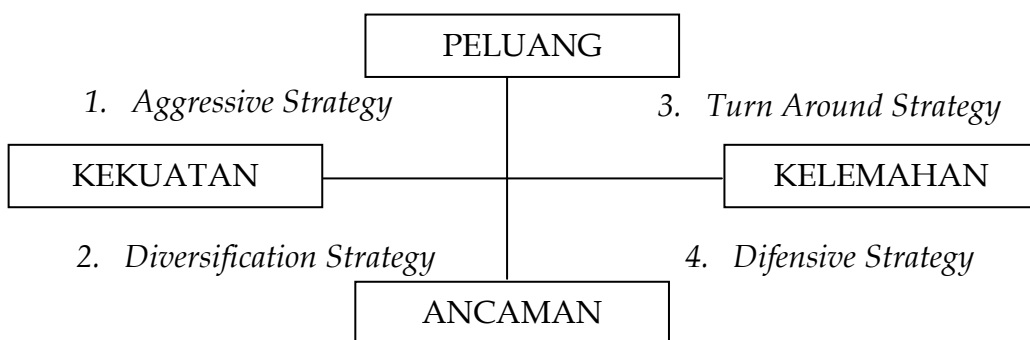 PELUANG
1. Aggressive Strategy
3. Turn Around Strategy
KEKUATAN
KELEMAHAN
2. Diversification Strategy
4. Difensive Strategy
ANCAMAN